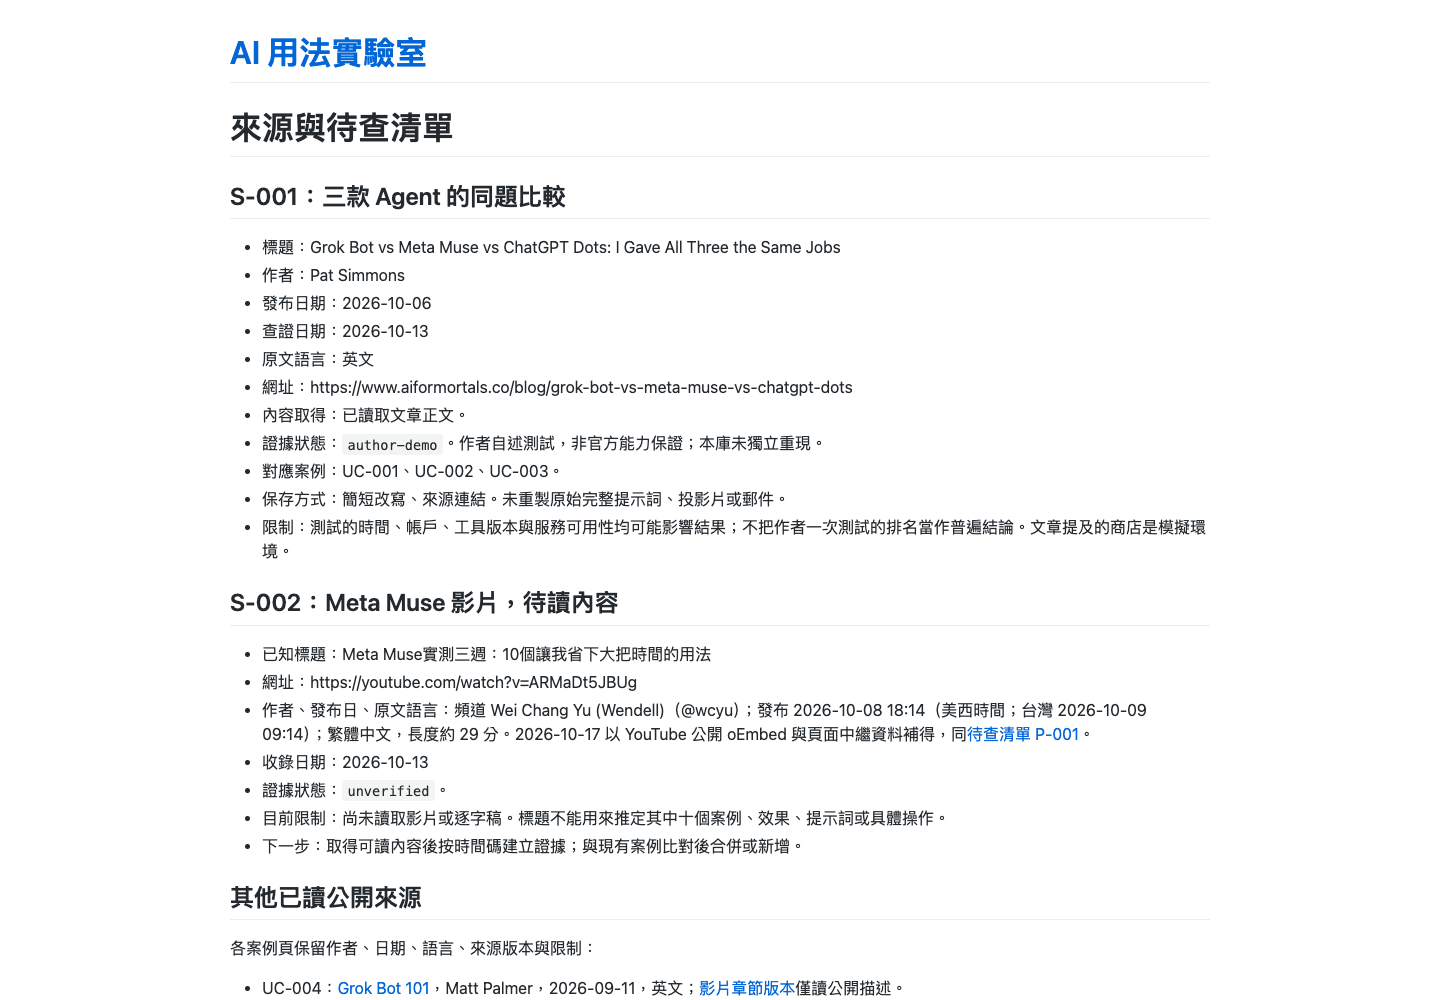 AI 用法實驗室
來源與待查清單
S-001：三款 Agent 的同題比較
標題：Grok Bot vs Meta Muse vs ChatGPT Dots: I Gave All Three the Same Jobs
作者：Pat Simmons
發布日期：2026-10-06
查證日期：2026-10-13
原文語言：英文
網址：https://www.aiformortals.co/blog/grok-bot-vs-meta-muse-vs-chatgpt-dots
內容取得：已讀取文章正文。
證據狀態：author-demo。作者自述測試，非官方能力保證；本庫未獨立重現。
對應案例：UC-001、UC-002、UC-003。
保存方式：簡短改寫、來源連結。未重製原始完整提示詞、投影片或郵件。
限制：測試的時間、帳戶、工具版本與服務可用性均可能影響結果；不把作者一次測試的排名當作普遍結論。文章提及的商店是模擬環
境。
S-002：Meta Muse 影片，待讀內容
已知標題：Meta Muse實測三週：10個讓我省下大把時間的用法
網址：https://youtube.com/watch?v=ARMaDt5JBUg
作者、發布日、原文語言：頻道 Wei Chang Yu (Wendell)（@wcyu）；發布 2026-10-08 18:14（美西時間；台灣 2026-10-09
09:14）；繁體中文，長度約 29 分。2026-10-17 以 YouTube 公開 oEmbed 與頁面中繼資料補得，同待查清單 P-001。
收錄日期：2026-10-13
證據狀態：unverified。
目前限制：尚未讀取影片或逐字稿。標題不能用來推定其中十個案例、效果、提示詞或具體操作。
下一步：取得可讀內容後按時間碼建立證據；與現有案例比對後合併或新增。
其他已讀公開來源
各案例頁保留作者、日期、語言、來源版本與限制：
UC-004：Grok Bot 101，Matt Palmer，2026-09-11，英文；影片章節版本僅讀公開描述。